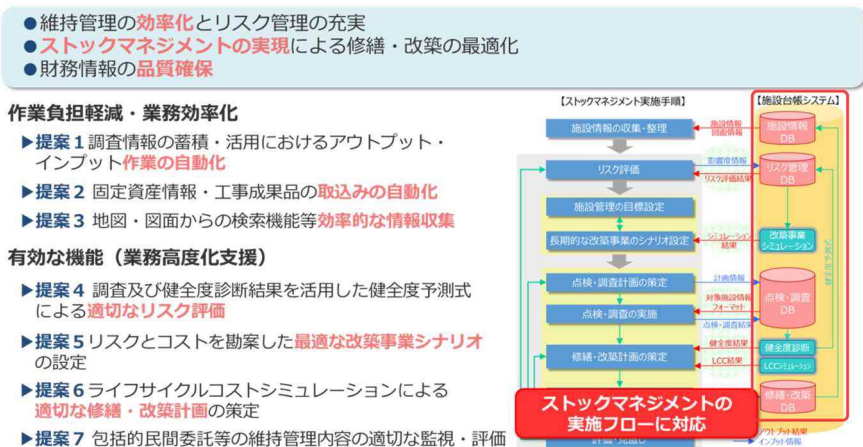 ●維持管理の効率化とリスク管理の充実
●ストックマネジメントの実現による修繕・改築の最適化
●財務情報の品質確保
作業負担軽減・業務効率化
▶提案1 調査情報の蓄積・活用におけるアウトプット・
インプット作業の自動化
▶提案2 固定資産情報・工事成果品の取込みの自動化
▶提案3 地図・図面からの検索機能等効率的な情報収集
有効な機能（業務高度化支援）
▶提案4 調査及び健全度診断結果を活用した健全度予測式
による適切なリスク評価
▶提案5 リスクとコストを勘案した最適な改築事業シナリオ
の設定
▶提案6 ライフサイクルコストシミュレーションによる
適切な修繕・改築計画の策定
▶提案7 包括的民間委託等の維持管理内容の適切な監視・評価
【ストックマネジメント実施手順】
【施設台帳システム】
施設情報の収集・整理
施設情報
図面情報
施設情報
DB
リスク評価
影響度情報
リスク評価結果
リスク管理
DB
施設管理の目標設定
長期的な改築事業のシナリオ設定
シミュレーション
結果
改築事業
シミュレーション
健全度予測式
点検・調査計画の策定
計画情報
対象施設情報
フォーマット
点検・調査
DB
点検・調査の実施
点検・調査結果
修繕・改築計画の策定
健全度結果
健全度診断
LCC結果
LCCシミュレーション
修繕・改築
DB
ストックマネジメントの
実施フローに対応
アウトプット結果
インプット情報